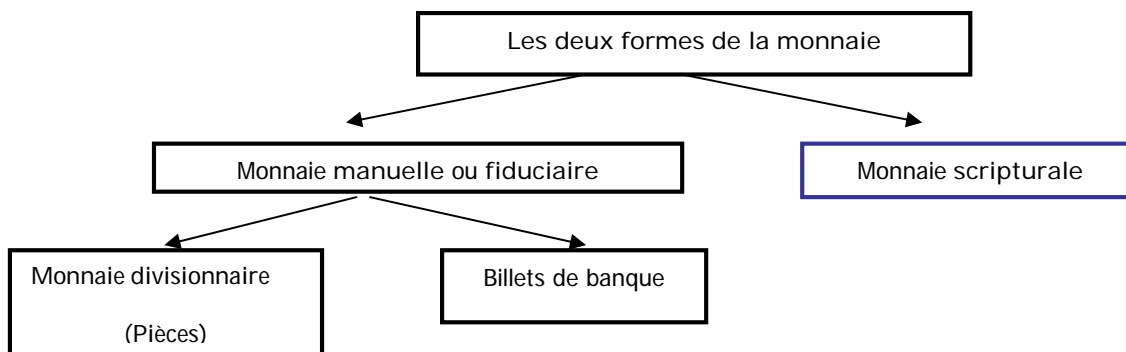 Les deux formes de la monnaie
Monnaie manuelle ou fiduciaire
Monnaie scripturale
Monnaie divisionnaire
(Pièces)
Billets de banque